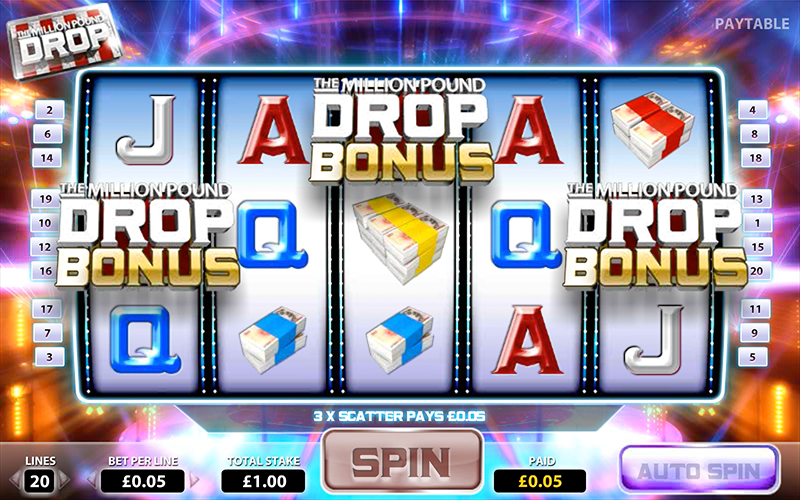 THE MILLION POUND
DROP
PAYTABLE
THE MILLION POUND
DROP
BONUS
J
A
A
THE MILLION POUND
DROP
BONUS
Q
Q
THE MILLION POUND
DROP
BONUS
Q
A
J
2
6
14
19
10
12
16
17
7
3
4
8
18
13
1
15
20
11
9
5
3 X SCATTER PAYS £0.05
LINES
20
BET PER LINE
£0.05
TOTAL STAKE
£1.00
SPIN
PAID
£0.05
AUTO SPIN